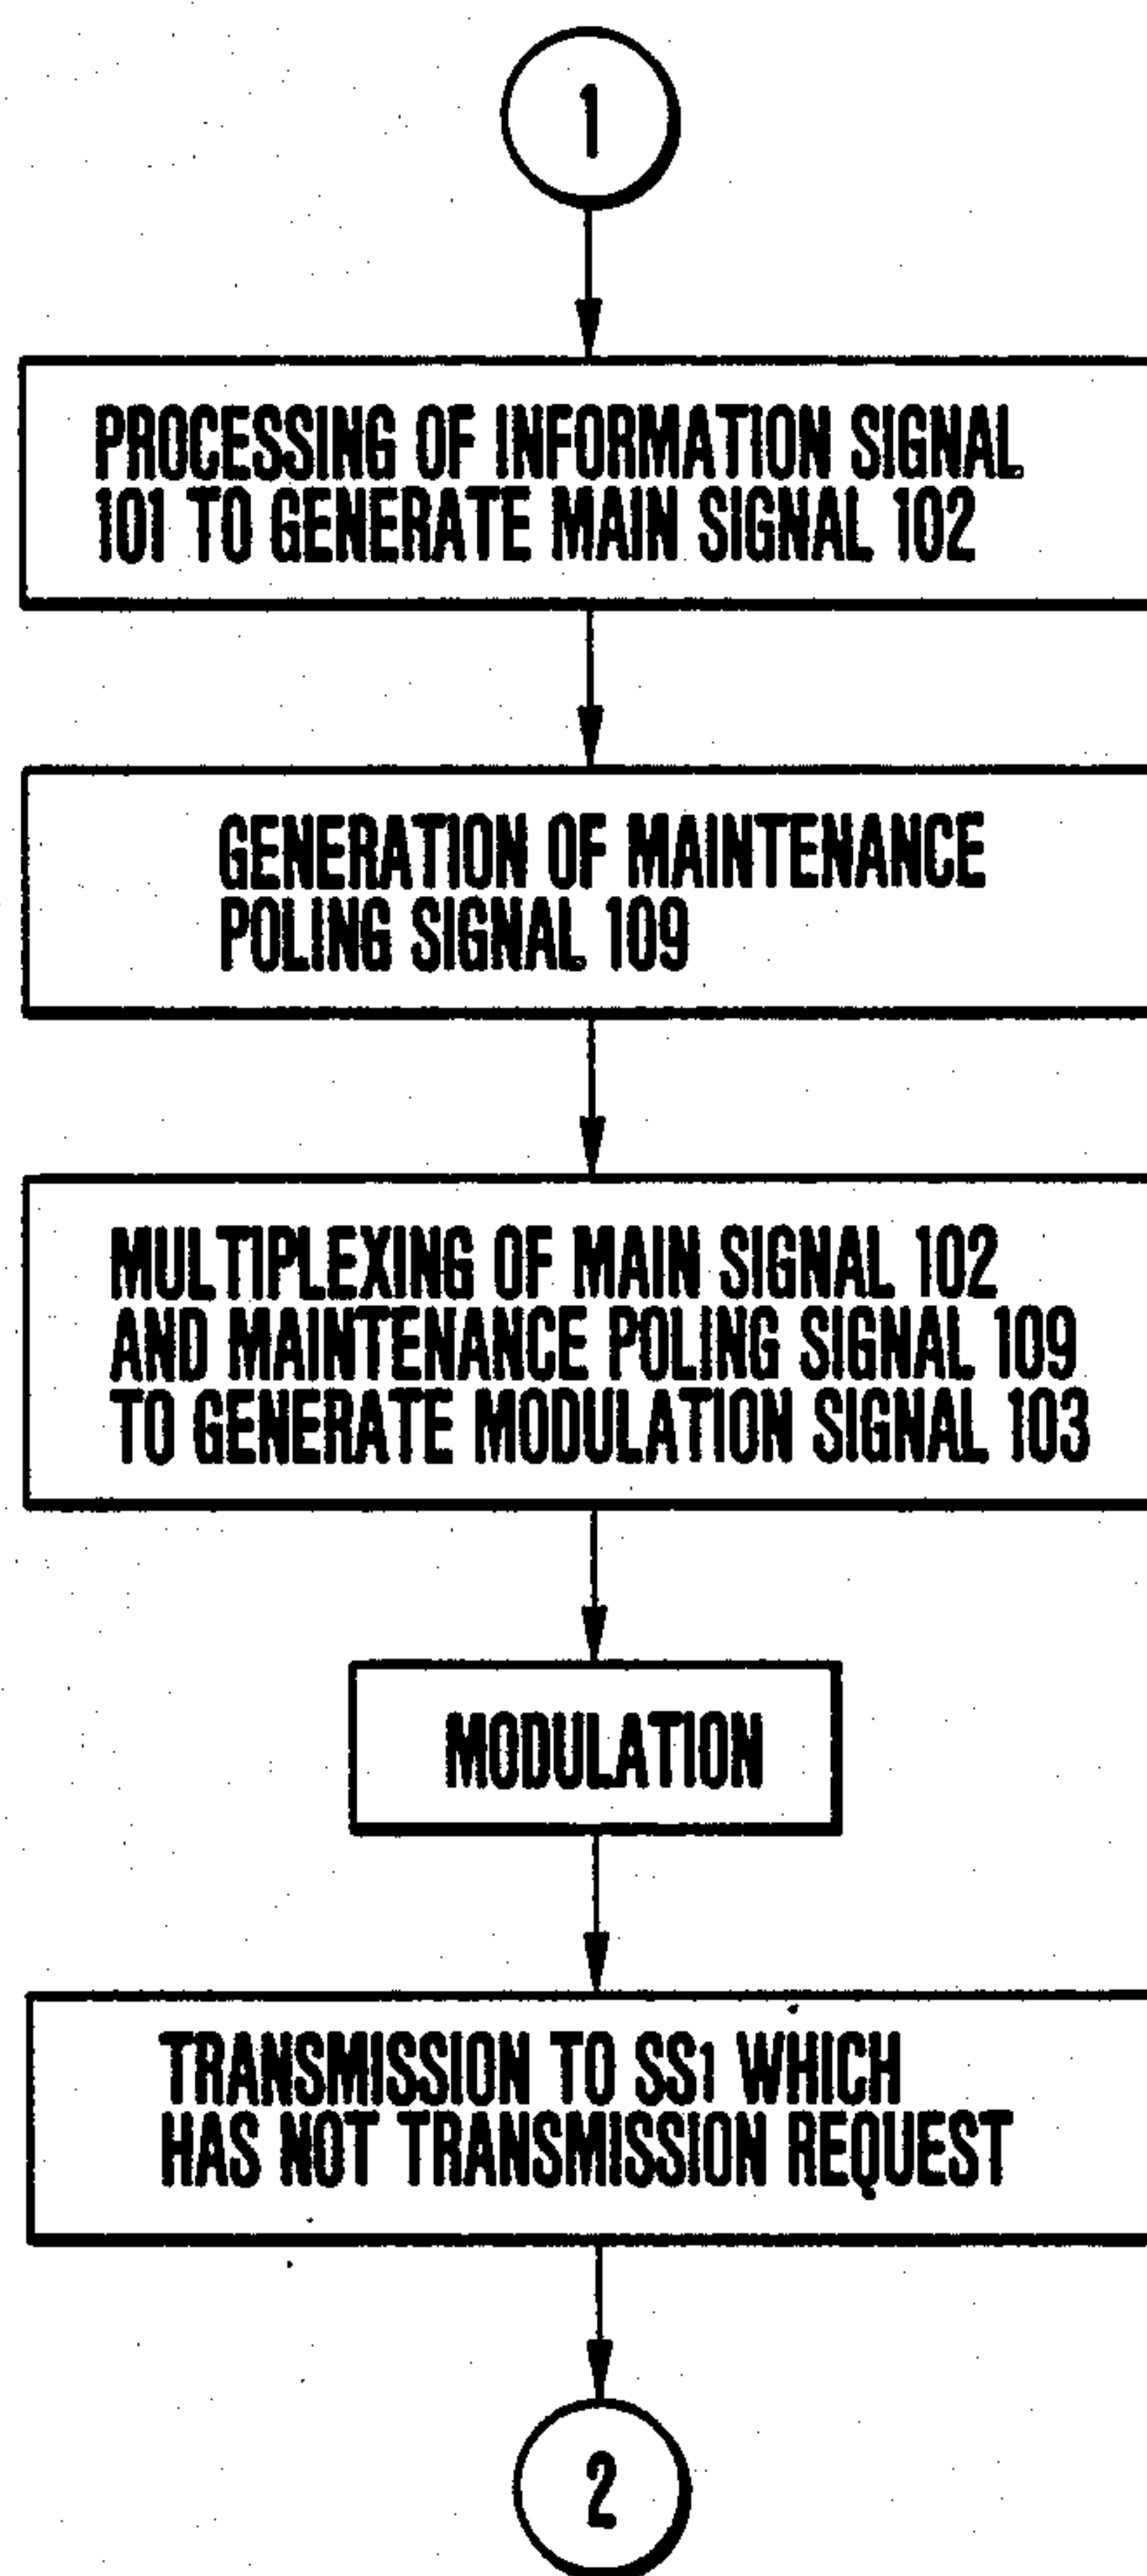 1
PROCESSING OF INFORMATION SIGNAL
101 TO GENERATE MAIN SIGNAL 102
GENERATION OF MAINTENANCE
POLING SIGNAL 109
MULTIPLEXING OF MAIN SIGNAL 102
AND MAINTENANCE POLING SIGNAL 109
TO GENERATE MODULATION SIGNAL 103
MODULATION
TRANSMISSION TO SS1 WHICH
HAS NOT TRANSMISSION REQUEST
2